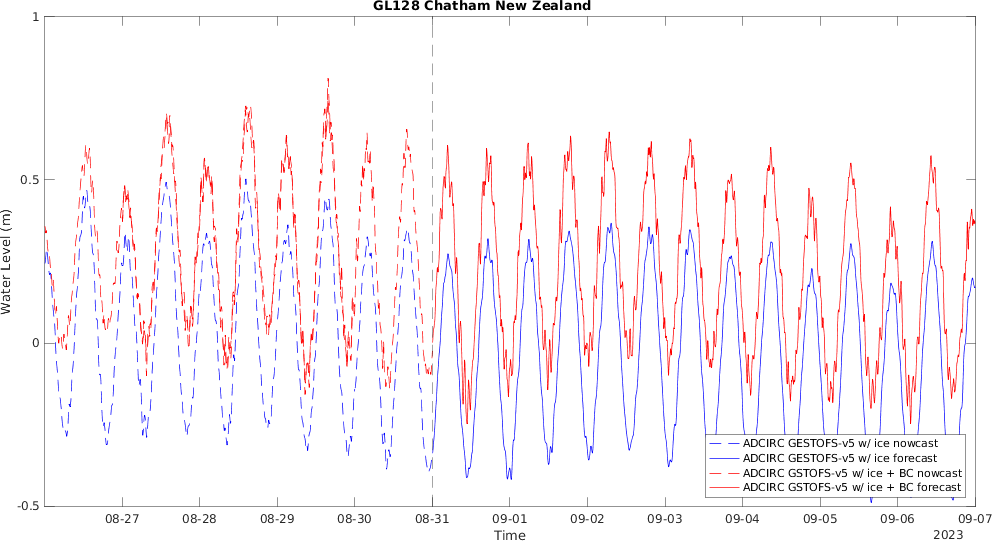 GL128 Chatham New Zealand
1
0.5
0
-0.5
Water Level (m)
ADCIRC GESTOFS-v5 w/ ice nowcast
ADCIRC GESTOFS-v5 w/ ice forecast
ADCIRC GSTOFS-v5 w/ ice + BC nowcast
ADCIRC GSTOFS-v5 w/ ice + BC forecast
08-27 08-28 08-29 08-30 08-31 09-01 09-02 09-03 09-04 09-05 09-06 09-07
Time
2023